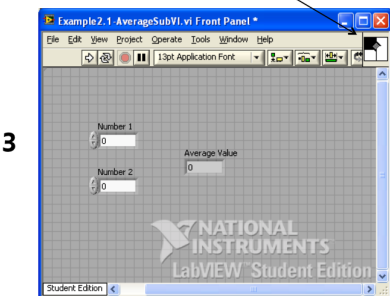 Example2.1-AverageSubVI.vi Front Panel *
File Edit View Project Operate Tools Window Help
13pt Application Font
3
Number 1
0
Average Value
0
Number 2
0
NATIONAL
INSTRUMENTS
LabVIEW™ Student Edition
Student Edition